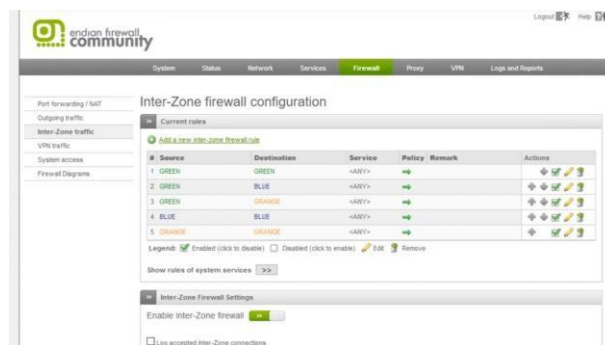 Logout Help
endian firewall
community
System Status Network Services Firewall Proxy VPN Logs and Reports
Port forwarding / NAT
Outgoing traffic
Inter-Zone traffic
VPN traffic
System access
Firewall Diagrams
Inter-Zone firewall configuration
>> Current rules
Add a new inter-zone firewall rule
# Source Destination Service Policy Remark Actions
1 GREEN GREEN <ANY>
2 GREEN BLUE <ANY>
3 GREEN ORANGE <ANY>
4 BLUE BLUE <ANY>
5 ORANGE ORANGE <ANY>
Legend: Enabled (click to disable) Disabled (click to enable) Edit Remove
Show rules of system services >>
>> Inter-Zone Firewall Settings
Enable Inter-Zone firewall >>
Log accepted Inter-Zone connections